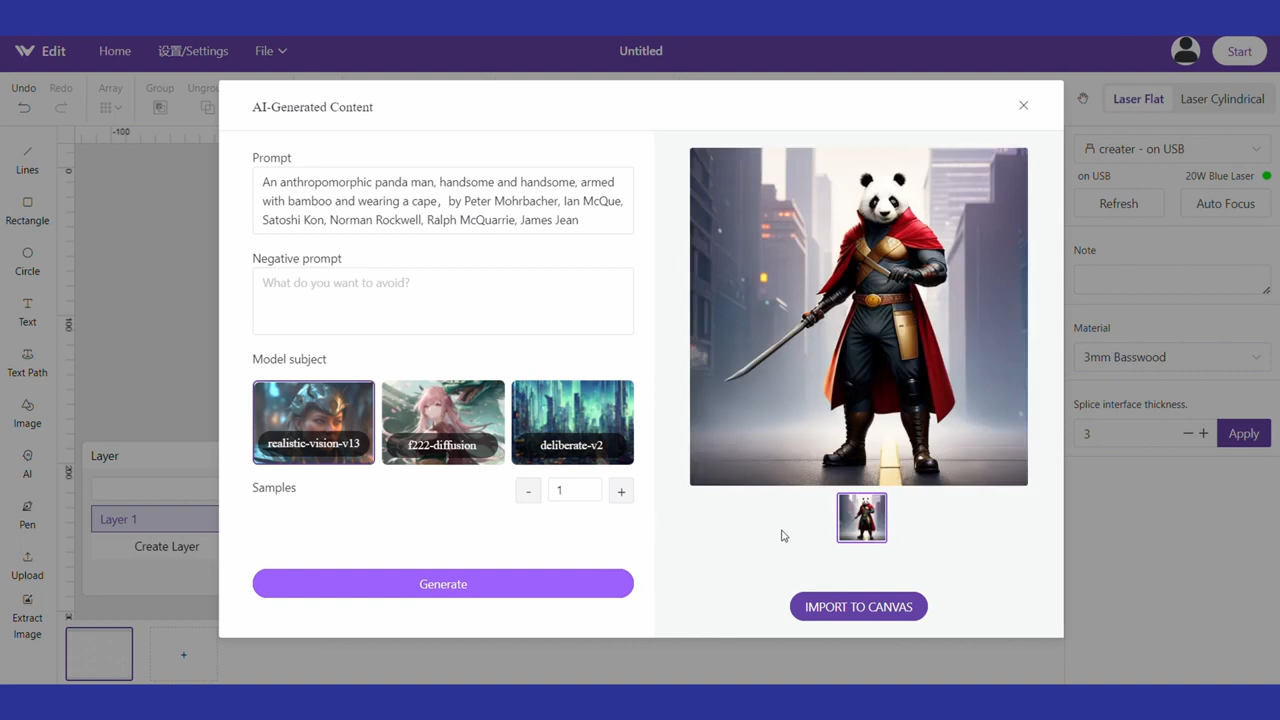 Edit
Home
设置/Settings
File
Untitled
Start
Undo
Redo
Array
Group
Laser Flat
Laser Cylindrical
-100
0
100
200
Lines
Rectangle
Circle
Text
Text Path
Image
AI
Pen
Upload
Extract
Image
Layer
Layer 1
Create Layer
+
AI-Generated Content
Prompt
An anthropomorphic panda man, handsome and handsome, armed
with bamboo and wearing a cape，by Peter Mohrbacher, Ian McQue,
Satoshi Kon, Norman Rockwell, Ralph McQuarrie, James Jean
Negative prompt
What do you want to avoid?
Model subject
realistic-vision-v13
f222-diffusion
deliberate-v2
Samples
-
1
+
Generate
IMPORT TO CANVAS
creater - on USB
on USB
20W Blue Laser
Refresh
Auto Focus
Note
Material
3mm Basswood
Splice interface thickness.
3
Apply